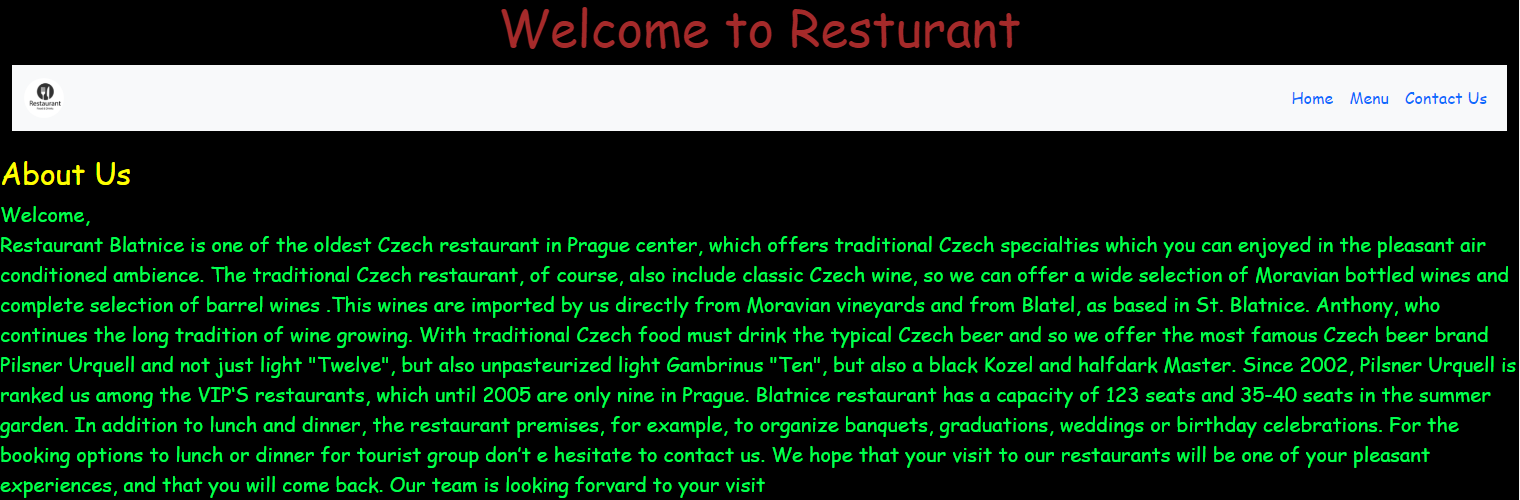 Welcome to Resturant
Restaurant
Home Menu Contact Us
About Us
Welcome,
Restaurant Blatnice is one of the oldest Czech restaurant in Prague center, which offers traditional Czech specialties which you can enjoyed in the pleasant air
conditioned ambience. The traditional Czech restaurant, of course, also include classic Czech wine, so we can offer a wide selection of Moravian bottled wines and
complete selection of barrel wines .This wines are imported by us directly from Moravian vineyards and from Blatel, as based in St. Blatnice. Anthony, who
continues the long tradition of wine growing. With traditional Czech food must drink the typical Czech beer and so we offer the most famous Czech beer brand
Pilsner Urquell and not just light "Twelve", but also unpasteurized light Gambrinus "Ten", but also a black Kozel and halfdark Master. Since 2002, Pilsner Urquell is
ranked us among the VIP'S restaurants, which until 2005 are only nine in Prague. Blatnice restaurant has a capacity of 123 seats and 35-40 seats in the summer
garden. In addition to lunch and dinner, the restaurant premises, for example, to organize banquets, graduations, weddings or birthday celebrations. For the
booking options to lunch or dinner for tourist group don't e hesitate to contact us. We hope that your visit to our restaurants will be one of your pleasant
experiences, and that you will come back. Our team is looking forvard to your visit